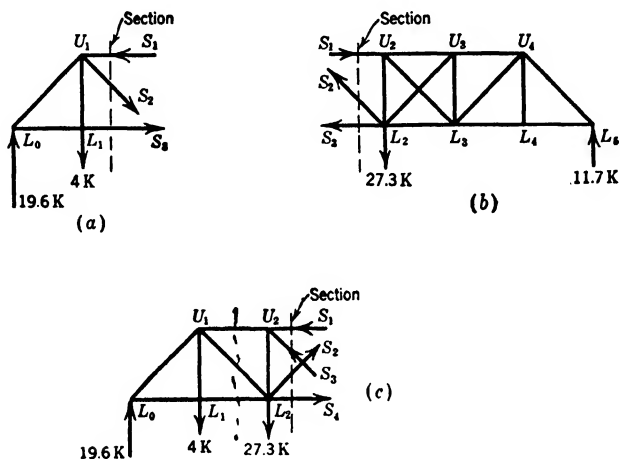 Section
U₁
S₁
S₂
L₀
L₁
S₃
4 K
19.6 K
(a)
Section
S₁
U₂
U₃
U₄
S₂
S₃
L₂
L₃
L₄
L₅
27.3 K
11.7 K
(b)
Section
U₁
U₂
S₁
S₂
S₃
L₀
L₁
L₂
S₄
(c)
19.6 K
4 K
27.3 K